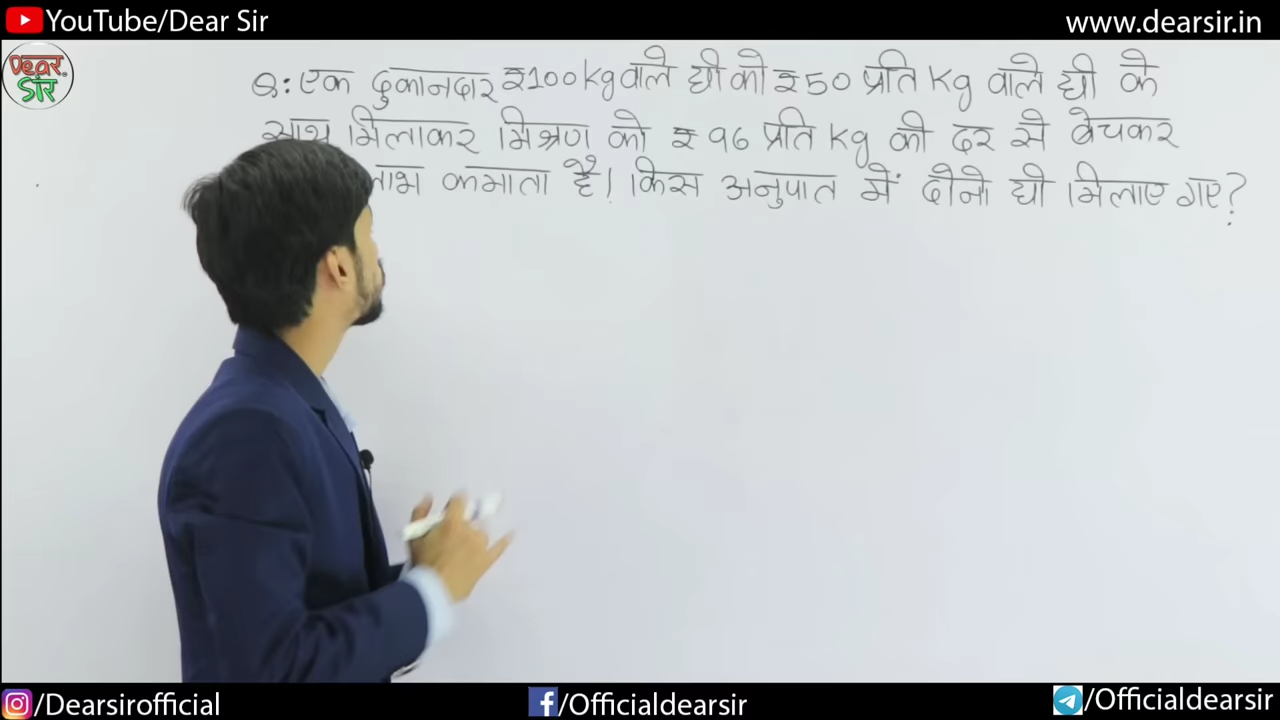 YouTube/Dear Sir
www.dearsir.in
Dear
सर
Q: एक दुकानदार ₹100 kg वाले घी को ₹50 प्रति Kg वाले घी के
साथ मिलाकर मिश्रण को ₹ 96 प्रति Kg की दर से बेचकर
लाभ कमाता है। किस अनुपात में दोनो घी मिलाए गए?
/Dearsirofficial
/Officialdearsir
/Officialdearsir